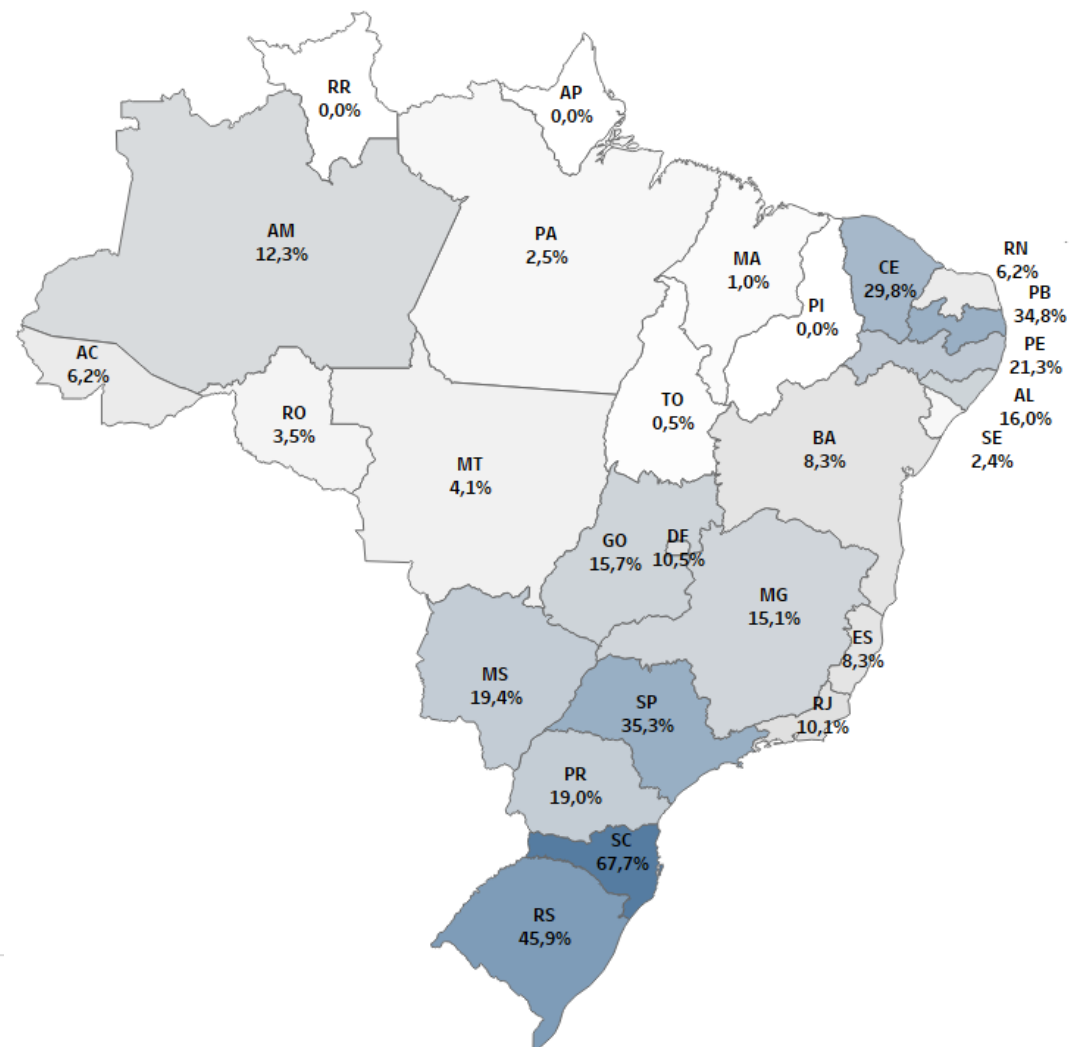 RR
0,0%
AP
0,0%
AM
12,3%
PA
2,5%
MA
1,0%
PI
0,0%
CE
29,8%
RN
6,2%
PB
34,8%
PE
21,3%
AL
16,0%
SE
2,4%
AC
6,2%
RO
3,5%
TO
0,5%
BA
8,3%
MT
4,1%
GO
15,7%
DF
10,5%
MG
15,1%
ES
8,3%
MS
19,4%
SP
35,3%
RJ
10,1%
PR
19,0%
SC
67,7%
RS
45,9%